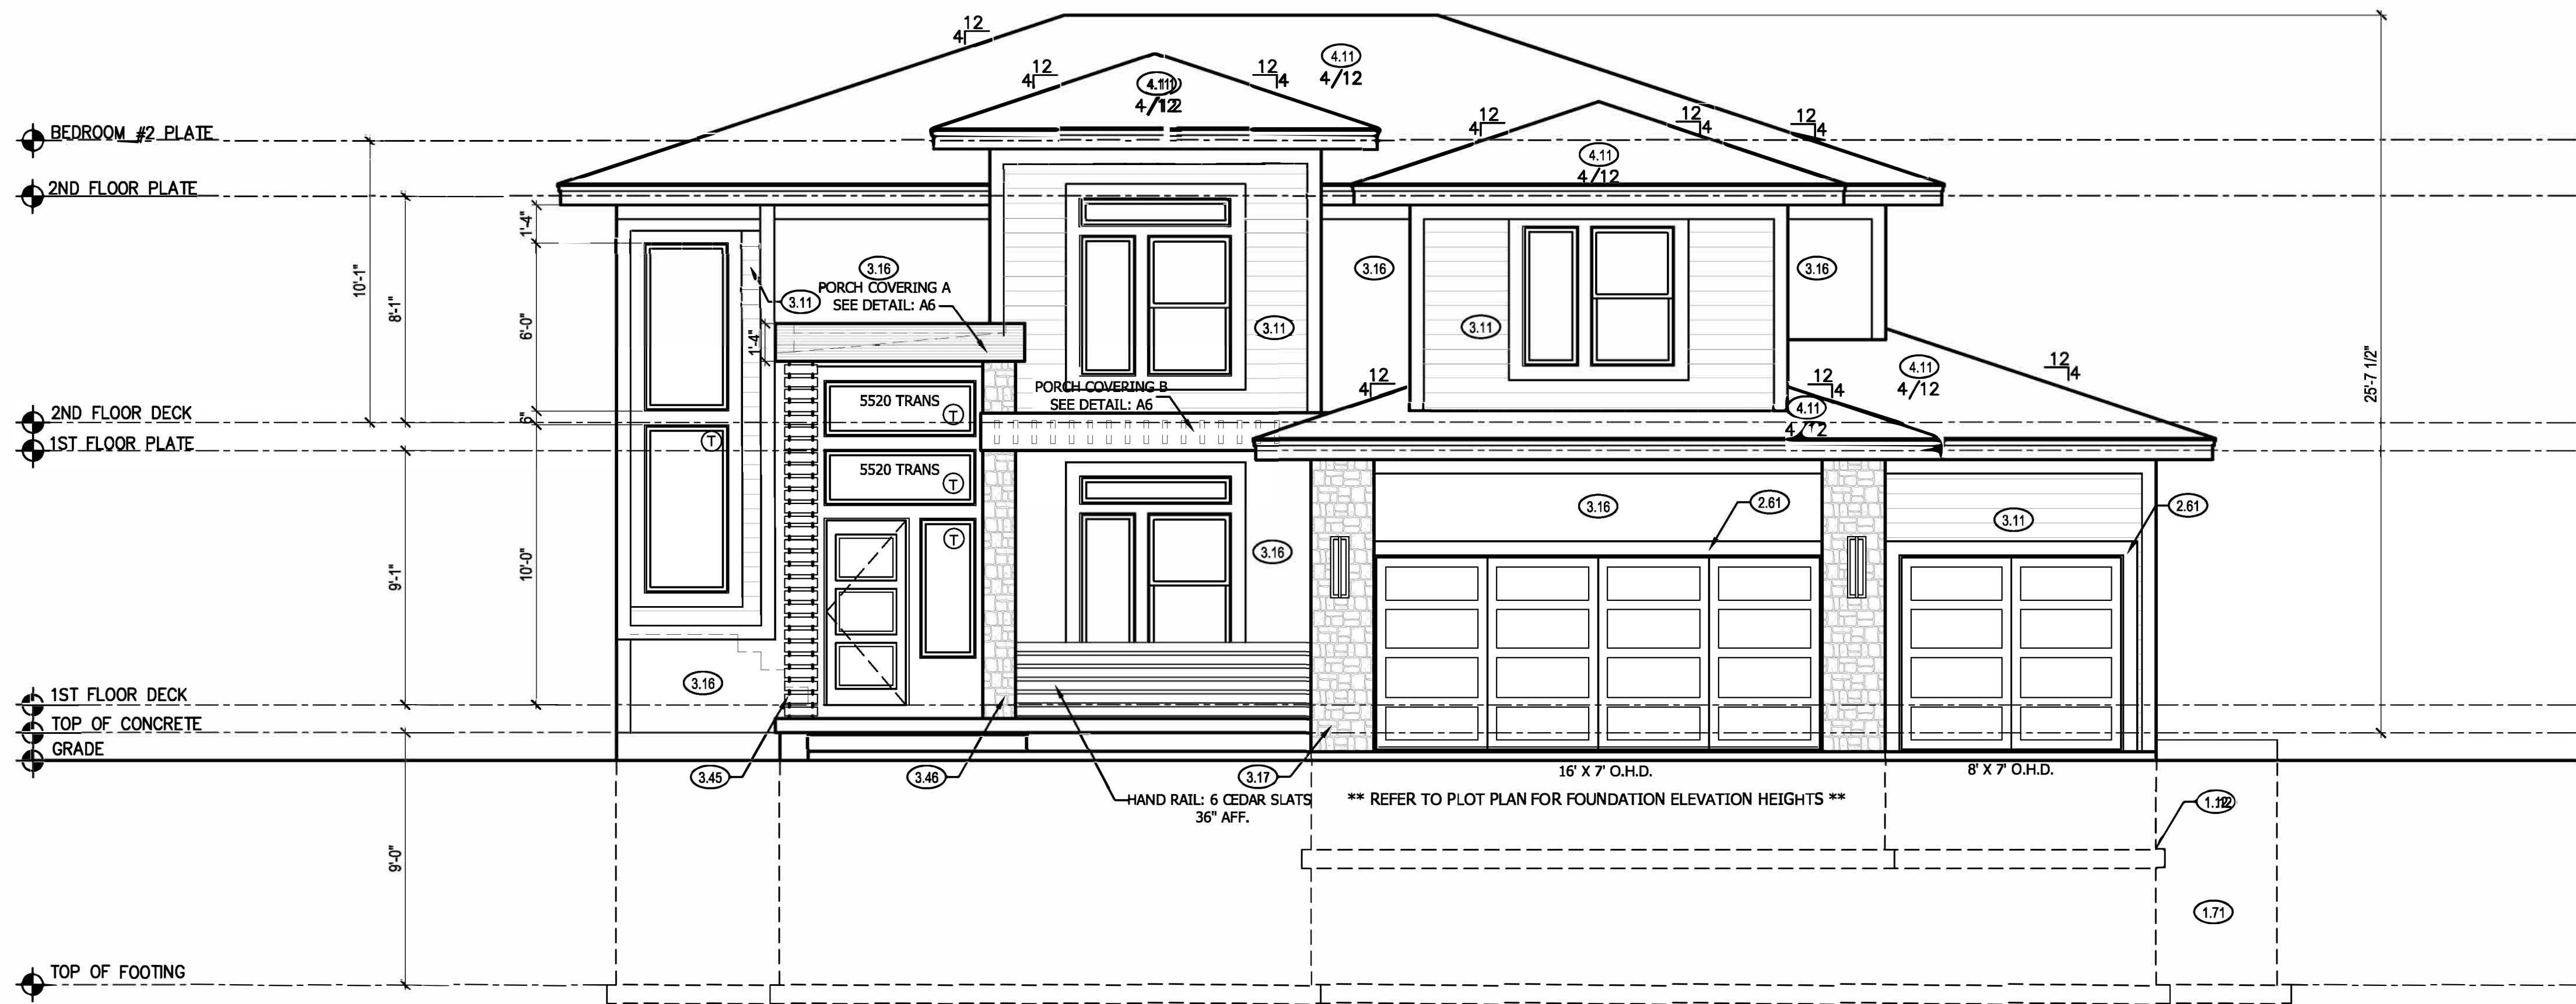 12
4
12
4
12
4
4.11
4/12
4/12
12
4
12
4
12
4
4.11
4/12
BEDROOM #2 PLATE
2ND FLOOR PLATE
2ND FLOOR DECK
1ST FLOOR PLATE
1ST FLOOR DECK
TOP OF CONCRETE
GRADE
TOP OF FOOTING
10'-1"
8'-1"
9'-1"
9'-0"
1'-4"
6'-0"
6"
10'-0"
1'-4"
25'-7 1/2"
3.16
PORCH COVERING A
SEE DETAIL: A6
3.11
3.11
3.16
3.11
3.16
PORCH COVERING B
SEE DETAIL: A6
12
4
12
4
12
4
4.11
4/12
4.11
5520 TRANS
T
T
5520 TRANS
T
T
3.16
3.16
2.61
3.11
2.61
3.16
3.45
3.46
3.17
HAND RAIL: 6 CEDAR SLATS
36" AFF.
16' X 7' O.H.D.
8' X 7' O.H.D.
** REFER TO PLOT PLAN FOR FOUNDATION ELEVATION HEIGHTS **
1.71